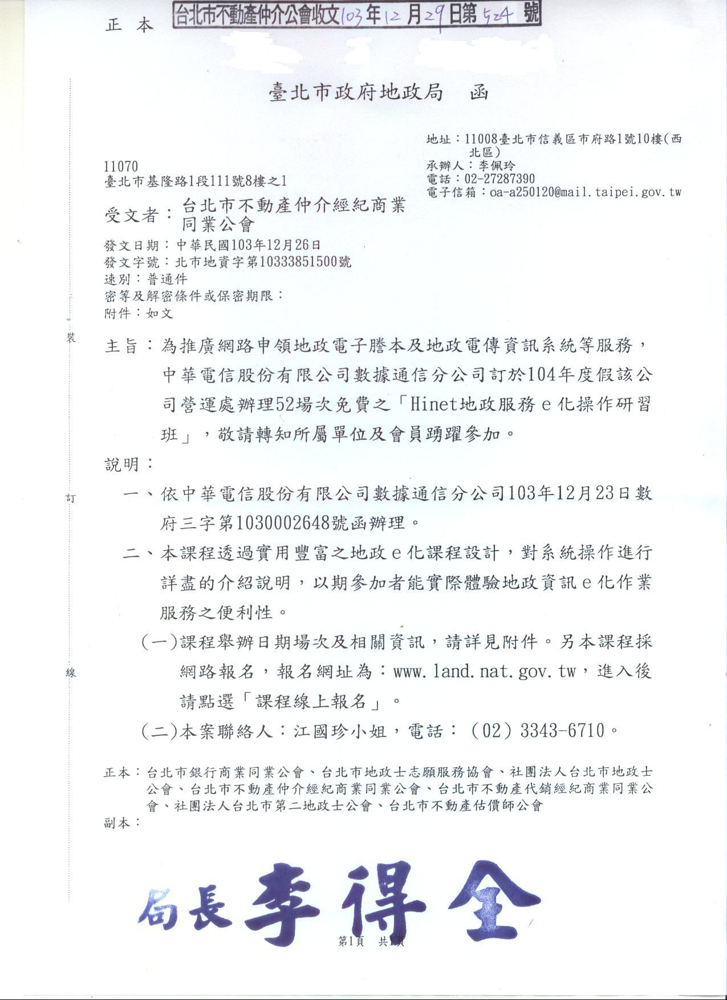 正本
台北市不動產仲介公會收文103年12月29日第524號
臺北市政府地政局 函
地址：11008臺北市信義區市府路1號10樓(西
北區)
承辦人：李佩玲
電話：02-27287390
電子信箱：oa-a250120@mail.taipei.gov.tw
11070
臺北市基隆路1段111號8樓之1
受文者：台北市不動產仲介經紀商業
同業公會
發文日期：中華民國103年12月26日
發文字號：北市地資字第10333851500號
速別：普通件
密等及解密條件或保密期限：
附件：如文
主旨：為推廣網路申領地政電子謄本及地政電傳資訊系統等服務，
中華電信股份有限公司數據通信分公司訂於104年度假該公
司營運處辦理52場次免費之「Hinet地政服務e化操作研習
班」，敬請轉知所屬單位及會員踴躍參加。
說明：
一、依中華電信股份有限公司數據通信分公司103年12月23日數
府三字第1030002648號函辦理。
二、本課程透過實用豐富之地政e化課程設計，對系統操作進行
詳盡的介紹說明，以期參加者能實際體驗地政資訊e化作業
服務之便利性。
(一)課程舉辦日期場次及相關資訊，請詳見附件。另本課程採
網路報名，報名網址為：www.land.nat.gov.tw，進入後
請點選「課程線上報名」。
(二)本案聯絡人：江國珍小姐，電話：（02）3343-6710。
正本：台北市銀行商業同業公會、台北市地政士志願服務協會、社團法人台北市地政士
公會、台北市不動產仲介經紀商業同業公會、台北市不動產代銷經紀商業同業公
會、社團法人台北市第二地政士公會、台北市不動產估價師公會
副本：
局長李得全
第1頁 共1頁
裝
訂
線